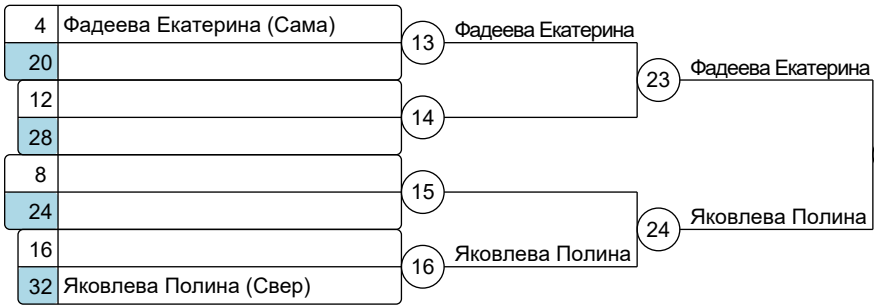 4 Фадеева Екатерина (Сама)
13 Фадеева Екатерина
20
23 Фадеева Екатерина
12
14
28
8
15
24
24 Яковлева Полина
16
16 Яковлева Полина
32 Яковлева Полина (Свер)